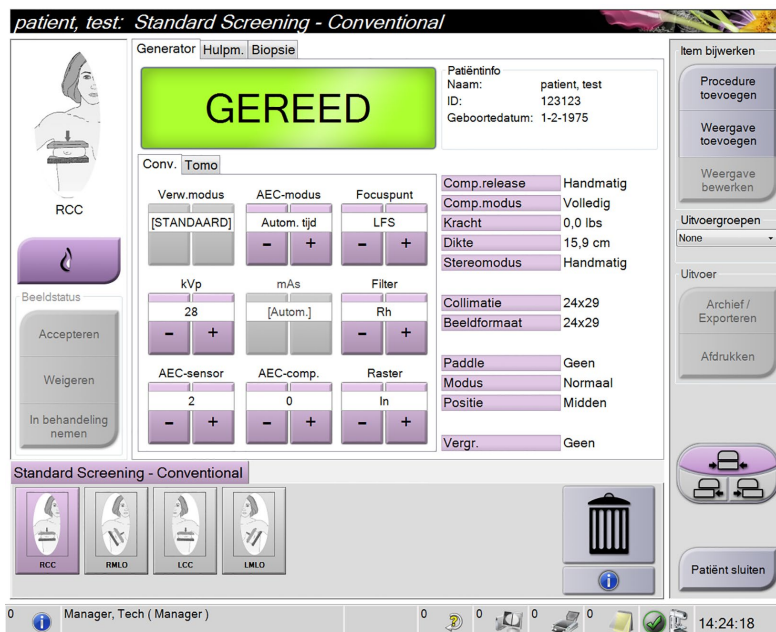 patient, test: Standard Screening - Conventional
RCC
Beeldstatus
Accepteren
Weigeren
In behandeling
nemen
Generator Hulpm. Biopsie
GEREED
Patiëntinfo
Naam: patient, test
ID: 123123
Geboortedatum: 1-2-1975
Conv. Tomo
Verw.modus AEC-modus Focuspunt
[STANDAARD] Autom. tijd LFS
- + - +
kVp mAs Filter
28 [Autom.] Rh
- + - +
AEC-sensor AEC-comp. Raster
2 0 In
- + - + - +
Comp.release Handmatig
Comp.modus Volledig
Kracht 0,0 lbs
Dikte 15,9 cm
Stereomodus Handmatig
Collimatie 24x29
Beeldformaat 24x29
Paddle Geen
Modus Normaal
Positie Midden
Vergr. Geen
Item bijwerken
Procedure
toevoegen
Weergave
toevoegen
Weergave
bewerken
Uitvoergroepen
None
Uitvoer
Archief /
Exporteren
Afdrukken
Patiënt sluiten
Standard Screening - Conventional
RCC RMLO LCC LMLO
0 Manager, Tech ( Manager ) 0 0 0 0 14:24:18